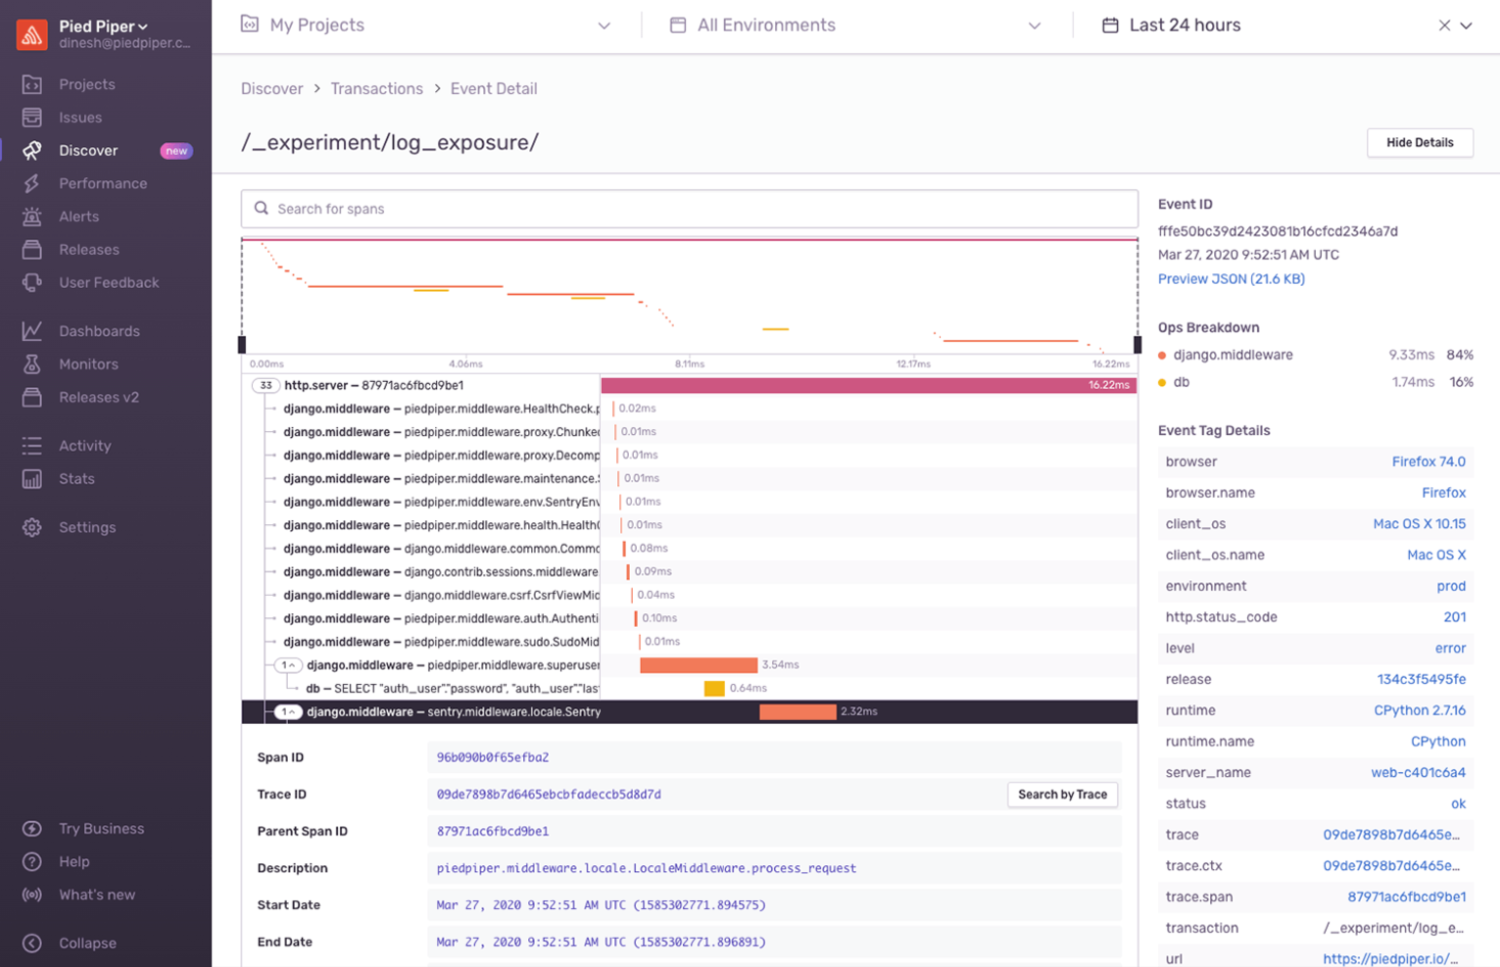 Pied Piper
dinesh@piedpiper.c...
Projects
Issues
Discover new
Performance
Alerts
Releases
User Feedback
Dashboards
Monitors
Releases v2
Activity
Stats
Settings
Try Business
Help
What's new
Collapse
My Projects
All Environments
Last 24 hours
Discover > Transactions > Event Detail
/_experiment/log_exposure/
Hide Details
Search for spans
0.00ms 4.06ms 8.11ms 12.17ms 16.22ms
33 http.server – 87971ac6fbcd9be1 16.22ms
django.middleware – piedpiper.middleware.HealthCheck.p 0.02ms
django.middleware – piedpiper.middleware.proxy.Chunked 0.01ms
django.middleware – piedpiper.middleware.proxy.Decomp 0.01ms
django.middleware – piedpiper.middleware.maintenance.S 0.01ms
django.middleware – piedpiper.middleware.env.SentryEnv 0.01ms
django.middleware – piedpiper.middleware.health.HealthC 0.01ms
django.middleware – django.middleware.common.Commo 0.08ms
django.middleware – django.contrib.sessions.middleware. 0.09ms
django.middleware – django.middleware.csrf.CsrfViewMid 0.04ms
django.middleware – piedpiper.middleware.auth.Authenti 0.10ms
django.middleware – piedpiper.middleware.sudo.SudoMid 0.01ms
1 django.middleware – piedpiper.middleware.superuser 3.54ms
db – SELECT "auth_user"."password", "auth_user"."las 0.64ms
1 django.middleware – sentry.middleware.locale.Sentry 2.32ms
Span ID 96b090b0f65efba2
Trace ID 09de7898b7d6465ebcbfadeccb5d8d7d Search by Trace
Parent Span ID 87971ac6fbcd9be1
Description piedpiper.middleware.locale.LocaleMiddleware.process_request
Start Date Mar 27, 2020 9:52:51 AM UTC (1585302771.894575)
End Date Mar 27, 2020 9:52:51 AM UTC (1585302771.896891)
Event ID
fffe50bc39d2423081b16cfcd2346a7d
Mar 27, 2020 9:52:51 AM UTC
Preview JSON (21.6 KB)
Ops Breakdown
django.middleware 9.33ms 84%
db 1.74ms 16%
Event Tag Details
browser Firefox 74.0
browser.name Firefox
client_os Mac OS X 10.15
client_os.name Mac OS X
environment prod
http.status_code 201
level error
release 134c3f5495fe
runtime CPython 2.7.16
runtime.name CPython
server_name web-c401c6a4
status ok
trace 09de7898b7d6465e...
trace.ctx 09de7898b7d6465e...
trace.span 87971ac6fbcd9be1
transaction /_experiment/log_e...
url https://piedpiper.io/...